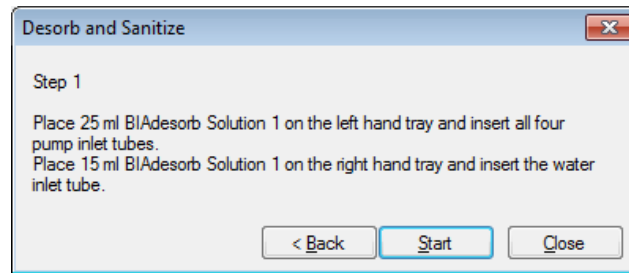 Desorb and Sanitize
Step 1
Place 25 ml BIAdesorb Solution 1 on the left hand tray and insert all four
pump inlet tubes.
Place 15 ml BIAdesorb Solution 1 on the right hand tray and insert the water
inlet tube.
< Back Start Close